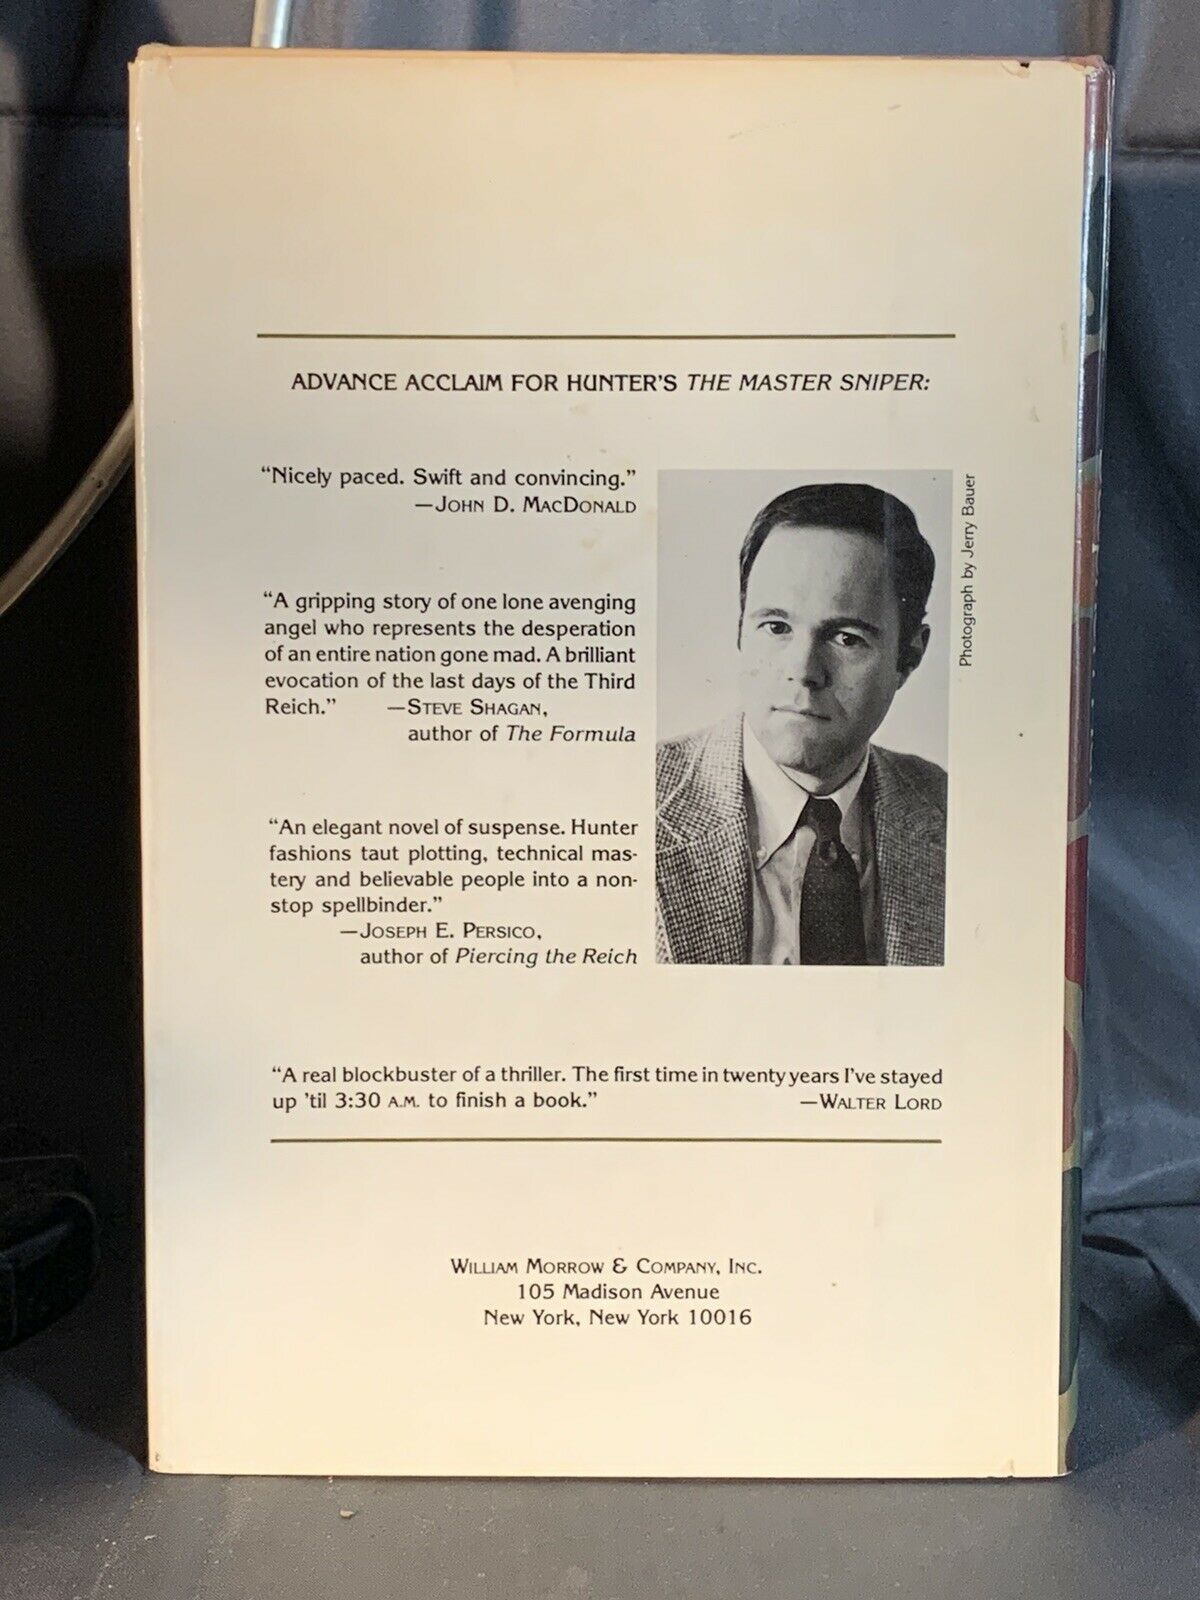 ADVANCE ACCLAIM FOR HUNTER'S THE MASTER SNIPER:
"Nicely paced. Swift and convincing."
—JOHN D. MACDONALD
"A gripping story of one lone avenging
angel who represents the desperation
of an entire nation gone mad. A brilliant
evocation of the last days of the Third
Reich." —STEVE SHAGAN,
author of The Formula
"An elegant novel of suspense. Hunter
fashions taut plotting, technical mas-
tery and believable people into a non-
stop spellbinder."
—JOSEPH E. PERSICO,
author of Piercing the Reich
Photograph by Jerry Bauer
"A real blockbuster of a thriller. The first time in twenty years I've stayed
up 'til 3:30 A.M. to finish a book." —WALTER LORD
WILLIAM MORROW & COMPANY, INC.
105 Madison Avenue
New York, New York 10016